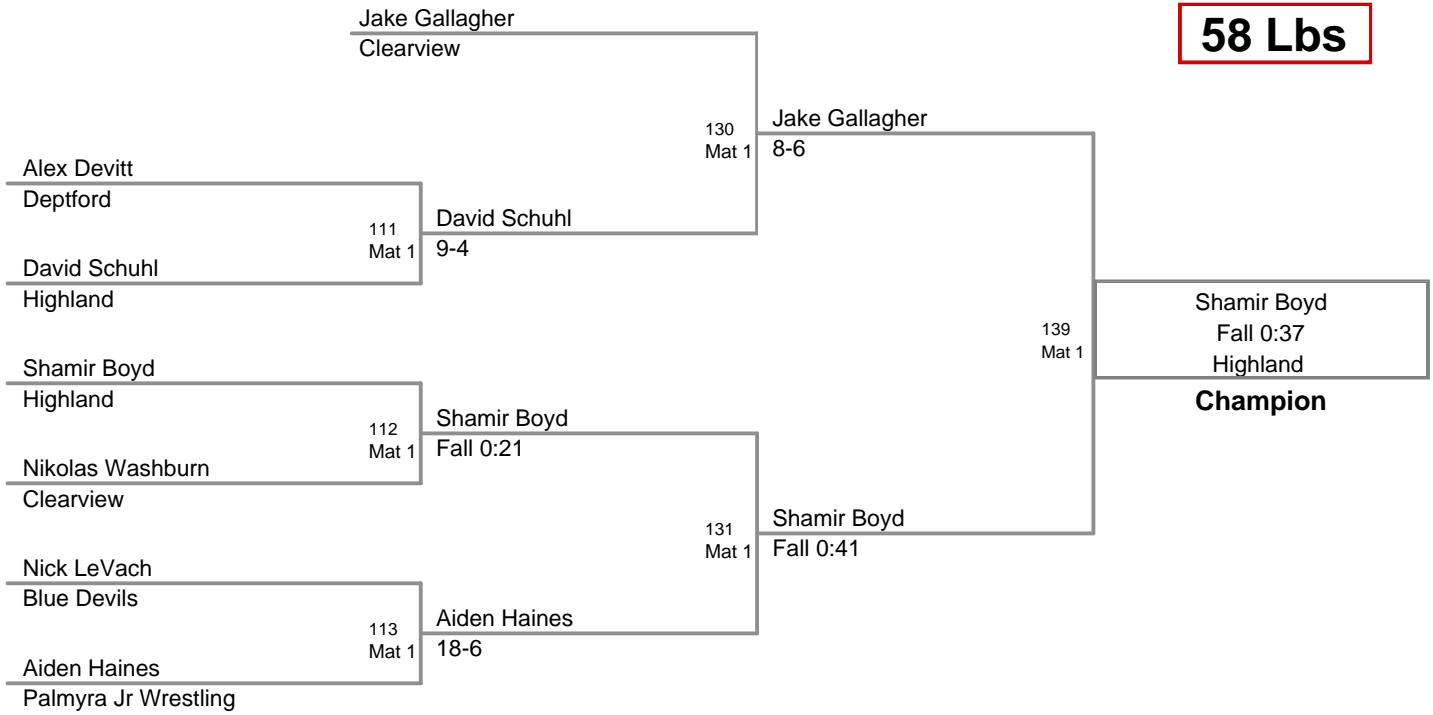 Jake Gallagher
Clearview
58 Lbs
130
Mat 1
Jake Gallagher
8-6
Alex Devitt
Deptford
111
Mat 1
David Schuhl
9-4
David Schuhl
Highland
139
Mat 1
Shamir Boyd
Fall 0:37
Highland
Champion
Shamir Boyd
Highland
112
Mat 1
Shamir Boyd
Fall 0:21
Nikolas Washburn
Clearview
131
Mat 1
Shamir Boyd
Fall 0:41
Nick LeVach
Blue Devils
113
Mat 1
Aiden Haines
18-6
Aiden Haines
Palmyra Jr Wrestling